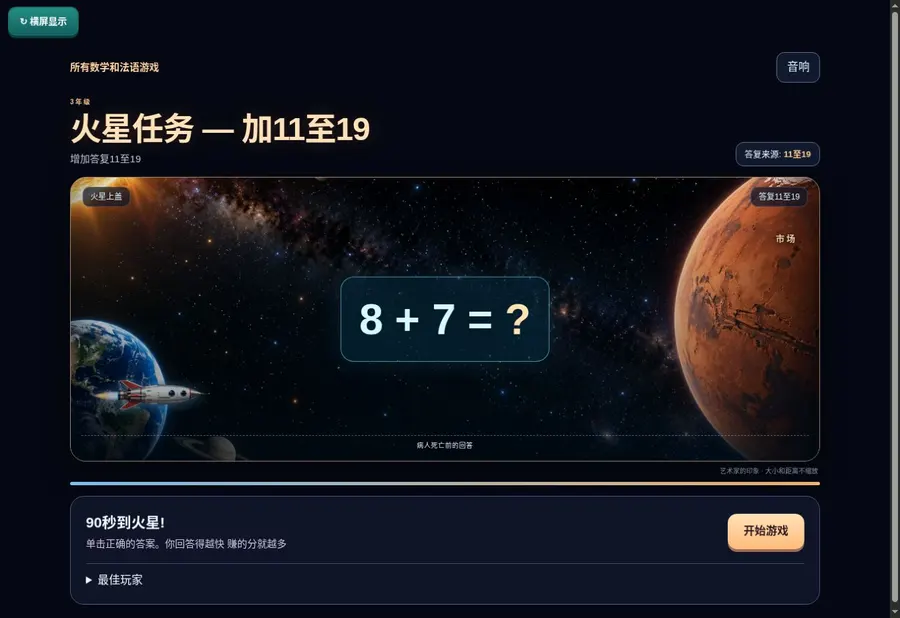 ↻ 横屏显示
所有数学和法语游戏
音响
3年级
火星任务 — 加11至19
增加答复11至19
答复来源: 11至19
火星上盖
答复11至19
市场
8 + 7 = ?
病人死亡前的回答
艺术家的印象 · 大小和距离不缩放
90秒到火星!
单击正确的答案。你回答得越快 赚的分就越多
开始游戏
▶ 最佳玩家